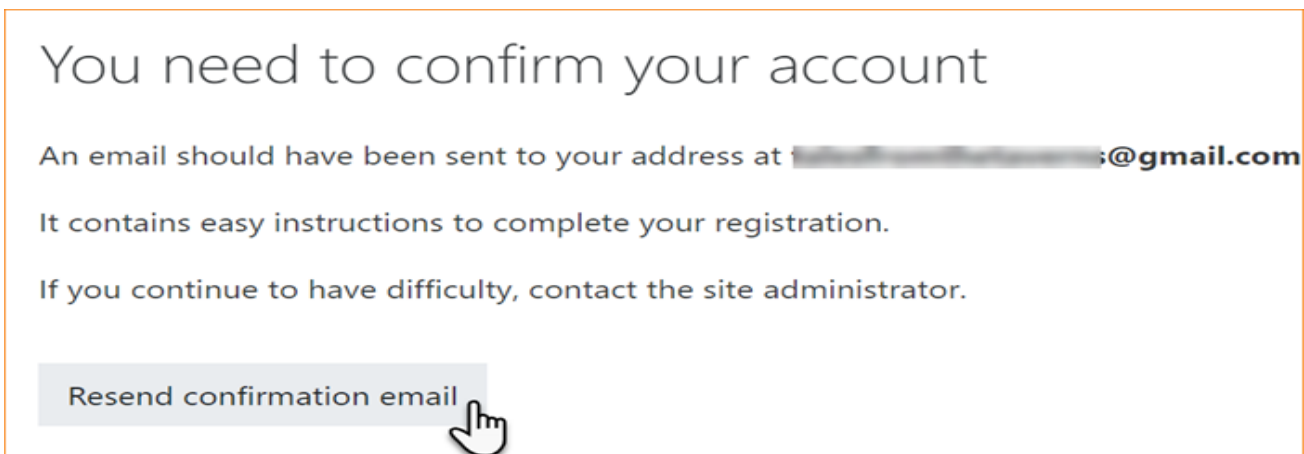 You need to confirm your account
An email should have been sent to your address at @gmail.com
It contains easy instructions to complete your registration.
If you continue to have difficulty, contact the site administrator.
Resend confirmation email